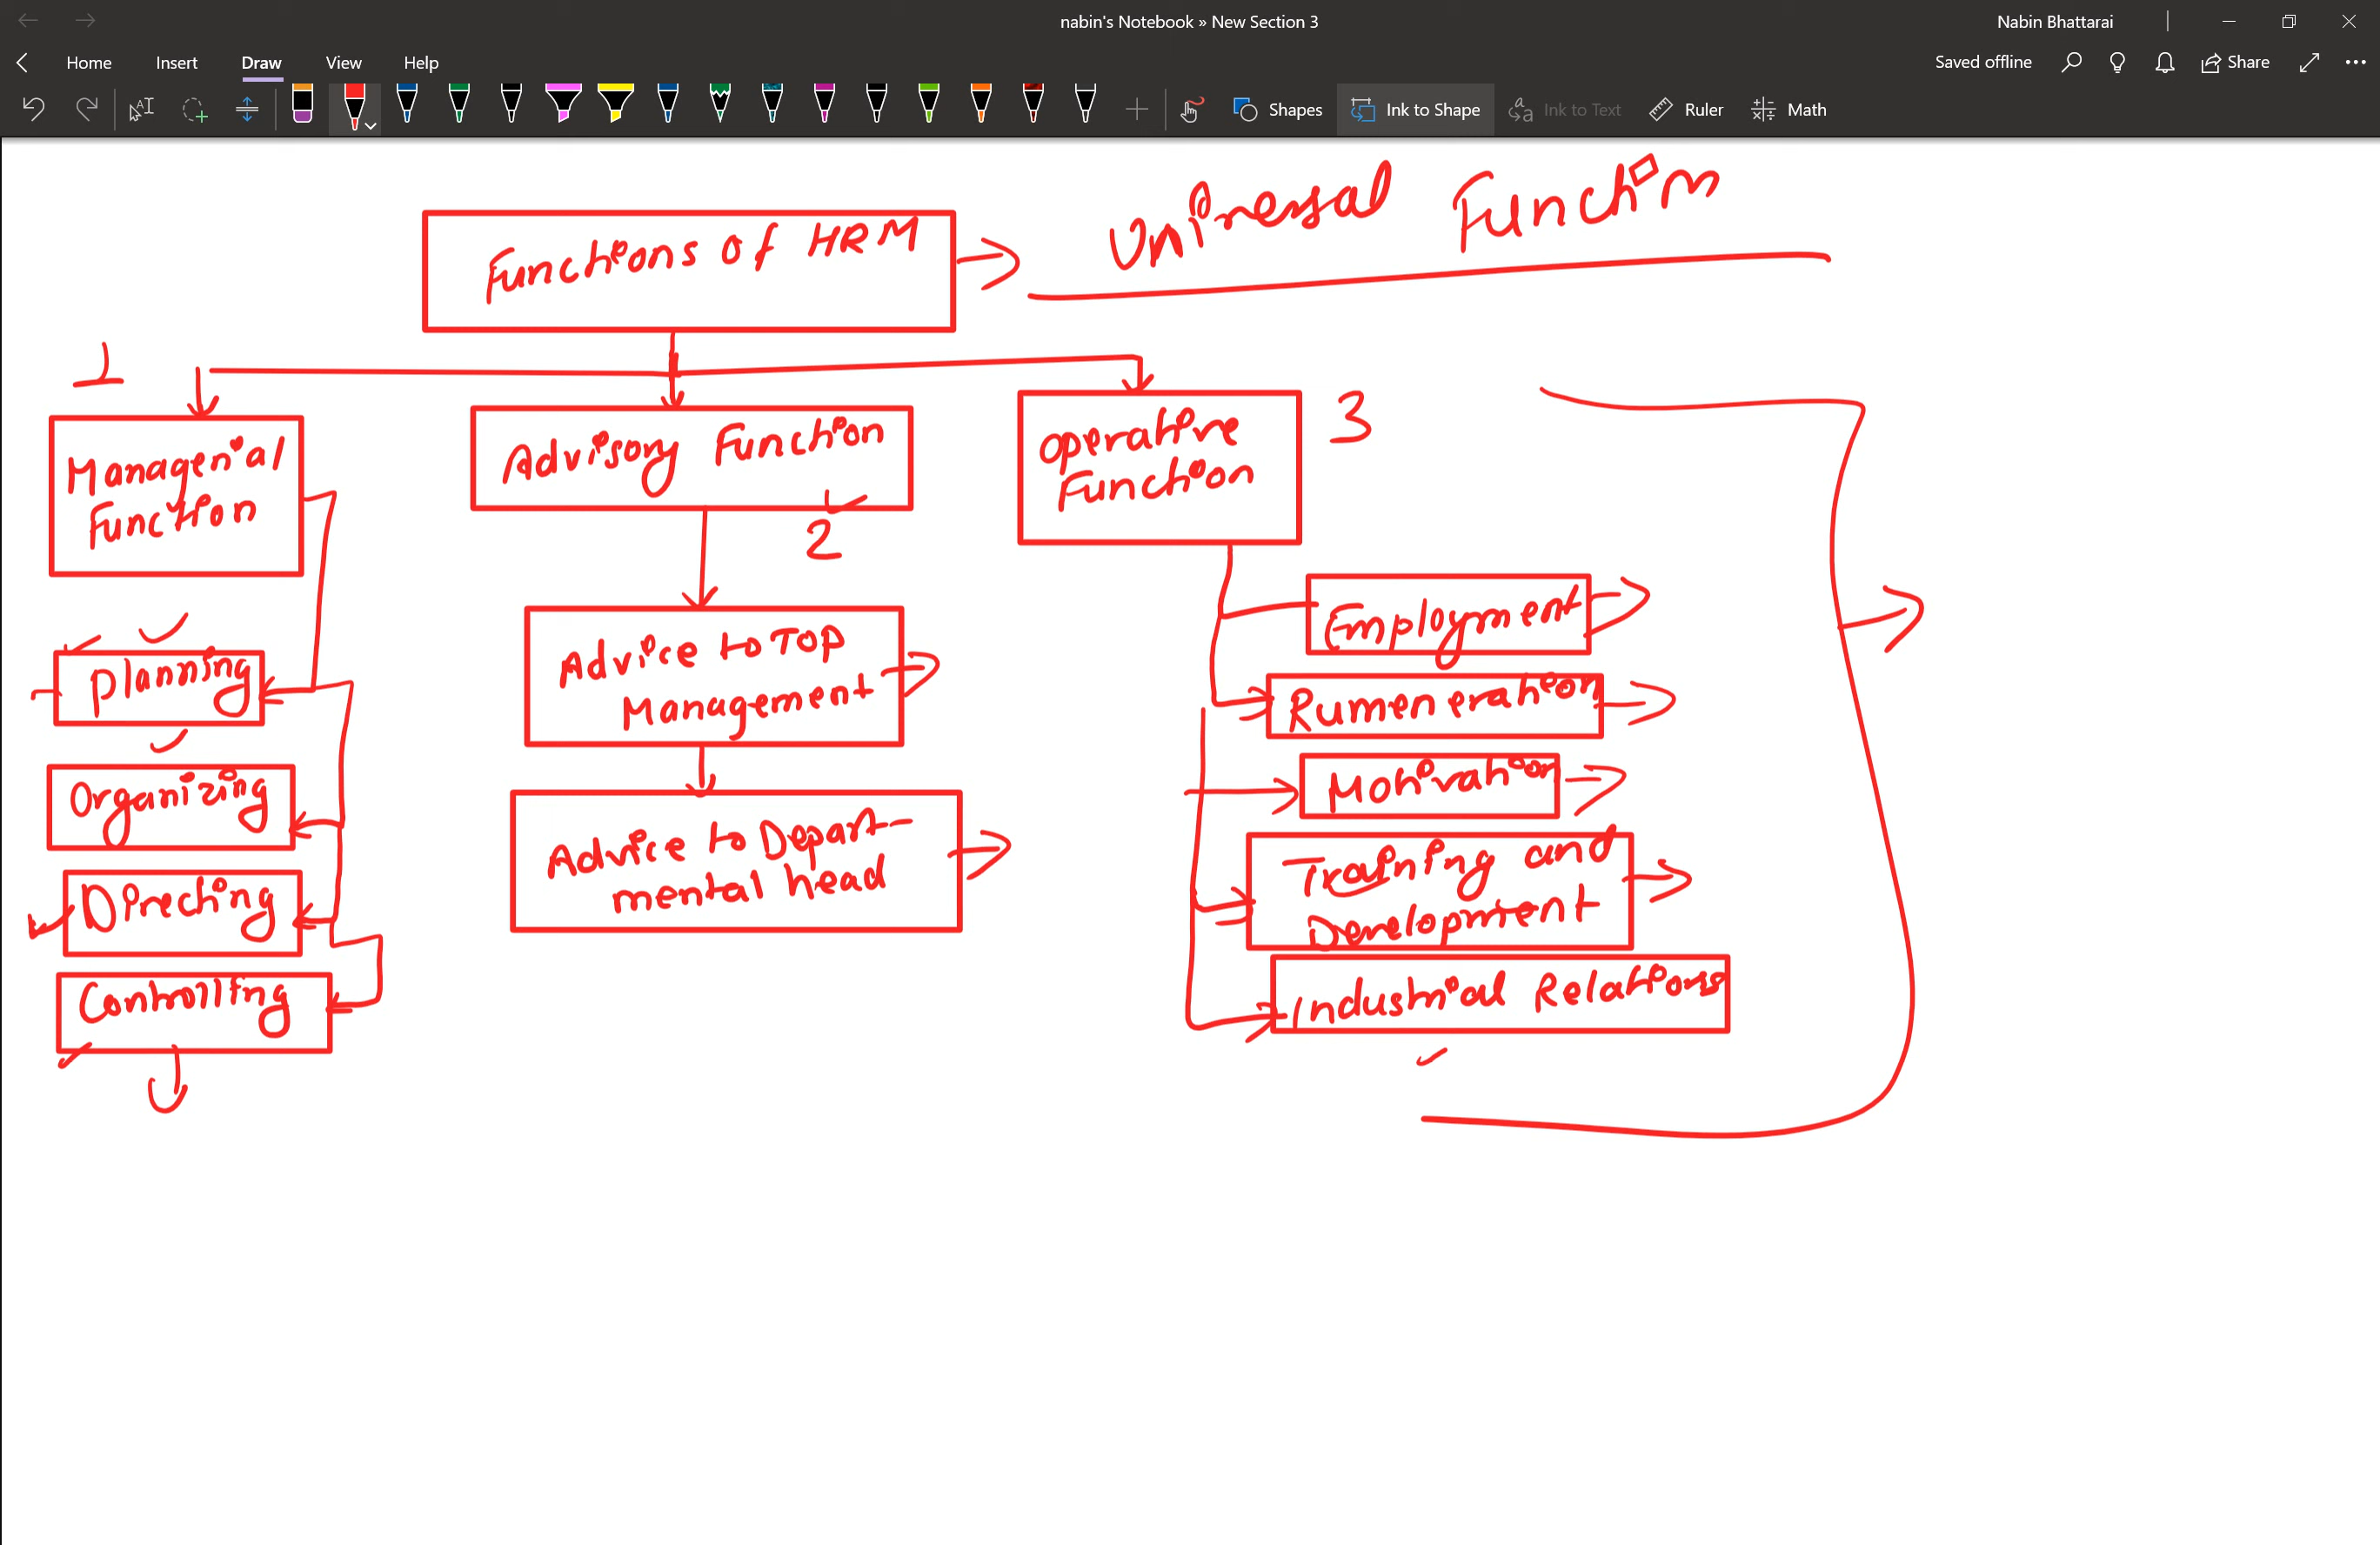 nabin's Notebook » New Section 3
Nabin Bhattarai
Home Insert Draw View Help
Saved offline
Share
Shapes
Ink to Shape
Ink to Text
Ruler
Math
Functions of HRM
Universal Function
1
Managerial
Function
Advisory Function
2
Operative
Function
3
Planning
Organizing
Directing
Controlling
Advice to Top
Management
Advice to Depart-
mental head
Employment
Rumeneration
Motivation
Training and
Development
Industrial Relations